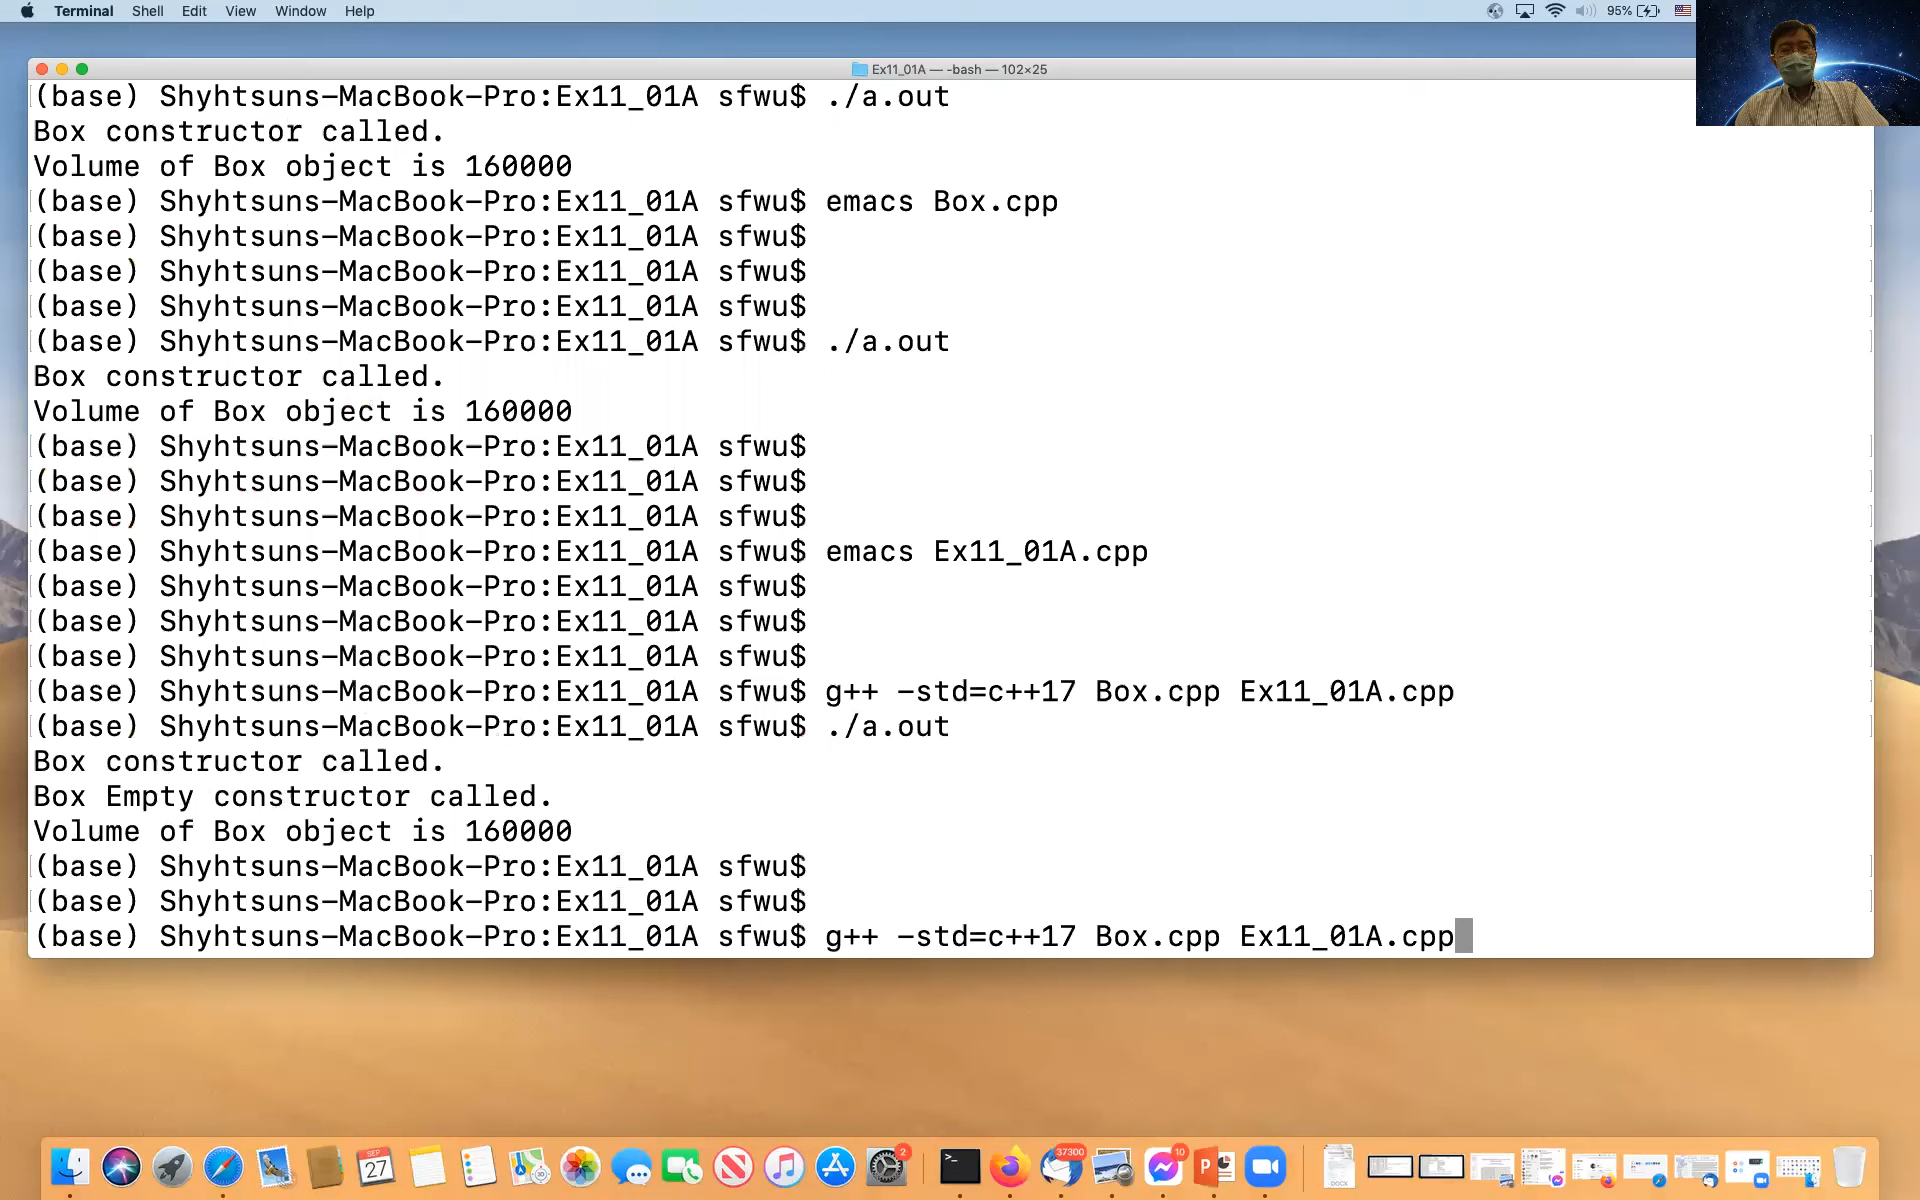 Terminal Shell Edit View Window Help 95%
Ex11_01A — -bash — 102×25
(base) Shyhtsuns-MacBook-Pro:Ex11_01A sfwu$ ./a.out
Box constructor called.
Volume of Box object is 160000
(base) Shyhtsuns-MacBook-Pro:Ex11_01A sfwu$ emacs Box.cpp
(base) Shyhtsuns-MacBook-Pro:Ex11_01A sfwu$
(base) Shyhtsuns-MacBook-Pro:Ex11_01A sfwu$
(base) Shyhtsuns-MacBook-Pro:Ex11_01A sfwu$
(base) Shyhtsuns-MacBook-Pro:Ex11_01A sfwu$ ./a.out
Box constructor called.
Volume of Box object is 160000
(base) Shyhtsuns-MacBook-Pro:Ex11_01A sfwu$
(base) Shyhtsuns-MacBook-Pro:Ex11_01A sfwu$
(base) Shyhtsuns-MacBook-Pro:Ex11_01A sfwu$
(base) Shyhtsuns-MacBook-Pro:Ex11_01A sfwu$ emacs Ex11_01A.cpp
(base) Shyhtsuns-MacBook-Pro:Ex11_01A sfwu$
(base) Shyhtsuns-MacBook-Pro:Ex11_01A sfwu$
(base) Shyhtsuns-MacBook-Pro:Ex11_01A sfwu$
(base) Shyhtsuns-MacBook-Pro:Ex11_01A sfwu$ g++ -std=c++17 Box.cpp Ex11_01A.cpp
(base) Shyhtsuns-MacBook-Pro:Ex11_01A sfwu$ ./a.out
Box constructor called.
Box Empty constructor called.
Volume of Box object is 160000
(base) Shyhtsuns-MacBook-Pro:Ex11_01A sfwu$
(base) Shyhtsuns-MacBook-Pro:Ex11_01A sfwu$
(base) Shyhtsuns-MacBook-Pro:Ex11_01A sfwu$ g++ -std=c++17 Box.cpp Ex11_01A.cpp
SEP
27
2
37300
10
DOCX